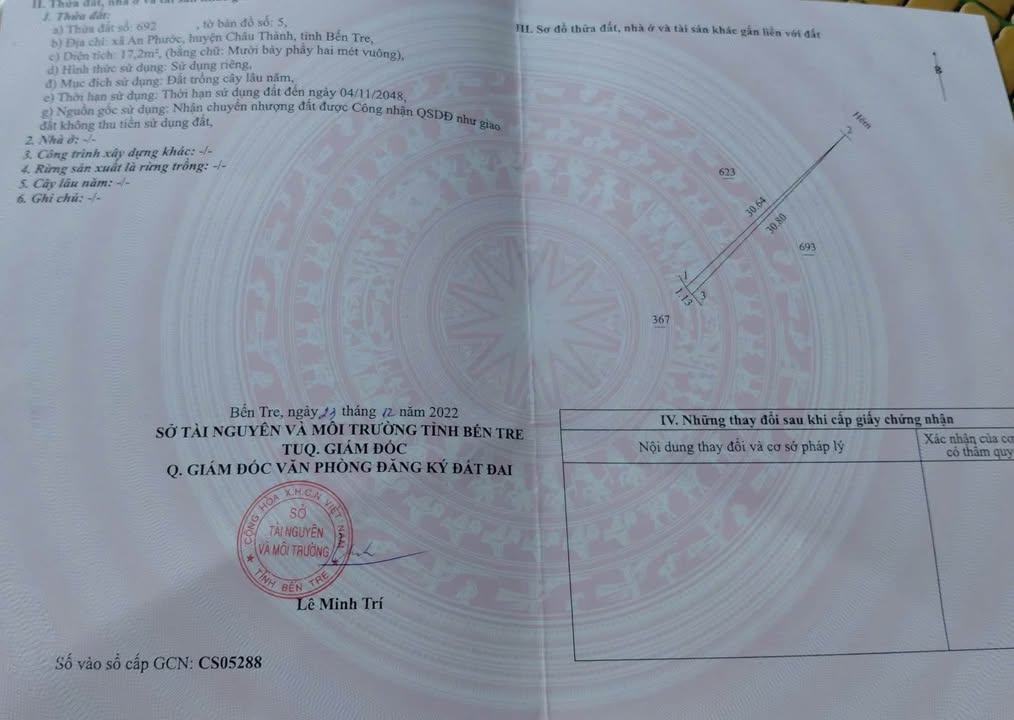 II. Thửa đất, nhà ở và tài sản
1. Thửa đất:
a) Thửa đất số: 692 , tờ bản đồ số: 5,
b) Địa chỉ: xã An Phước, huyện Châu Thành, tỉnh Bến Tre,
c) Diện tích: 17,2m², (bằng chữ: Mười bảy phẩy hai mét vuông),
d) Hình thức sử dụng: Sử dụng riêng,
đ) Mục đích sử dụng: Đất trồng cây lâu năm,
e) Thời hạn sử dụng: Thời hạn sử dụng đất đến ngày 04/11/2048,
g) Nguồn gốc sử dụng: Nhận chuyển nhượng đất được Công nhận QSDĐ như giao
đất không thu tiền sử dụng đất,
2. Nhà ở: -/-
3. Công trình xây dựng khác: -/-
4. Rừng sản xuất là rừng trồng: -/-
5. Cây lâu năm: -/-
6. Ghi chú: -/-
Bến Tre, ngày tháng 12 năm 2022
SỞ TÀI NGUYÊN VÀ MÔI TRƯỜNG TỈNH BẾN TRE
TUQ. GIÁM ĐỐC
Q. GIÁM ĐỐC VĂN PHÒNG ĐĂNG KÝ ĐẤT ĐAI
CỘNG HÒA X.H.C.N VIỆT NAM
SỞ
TÀI NGUYÊN
VÀ MÔI TRƯỜNG
TỈNH BẾN TRE
Lê Minh Trí
Số vào sổ cấp GCN: CS05288
III. Sơ đồ thửa đất, nhà ở và tài sản khác gắn liền với đất
Hẻm
2
623
30.64
30.80
693
1
3
1.13
367
IV. Những thay đổi sau khi cấp giấy chứng nhận
Nội dung thay đổi và cơ sở pháp lý
Xác nhận của cơ
có thẩm quy